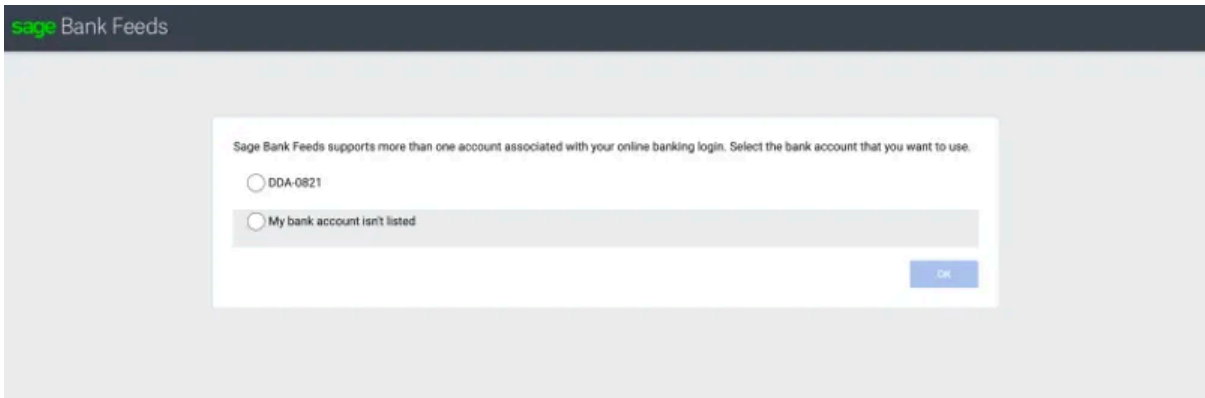 sage Bank Feeds
Sage Bank Feeds supports more than one account associated with your online banking login. Select the bank account that you want to use.
DDA-0821
My bank account isn't listed
OK